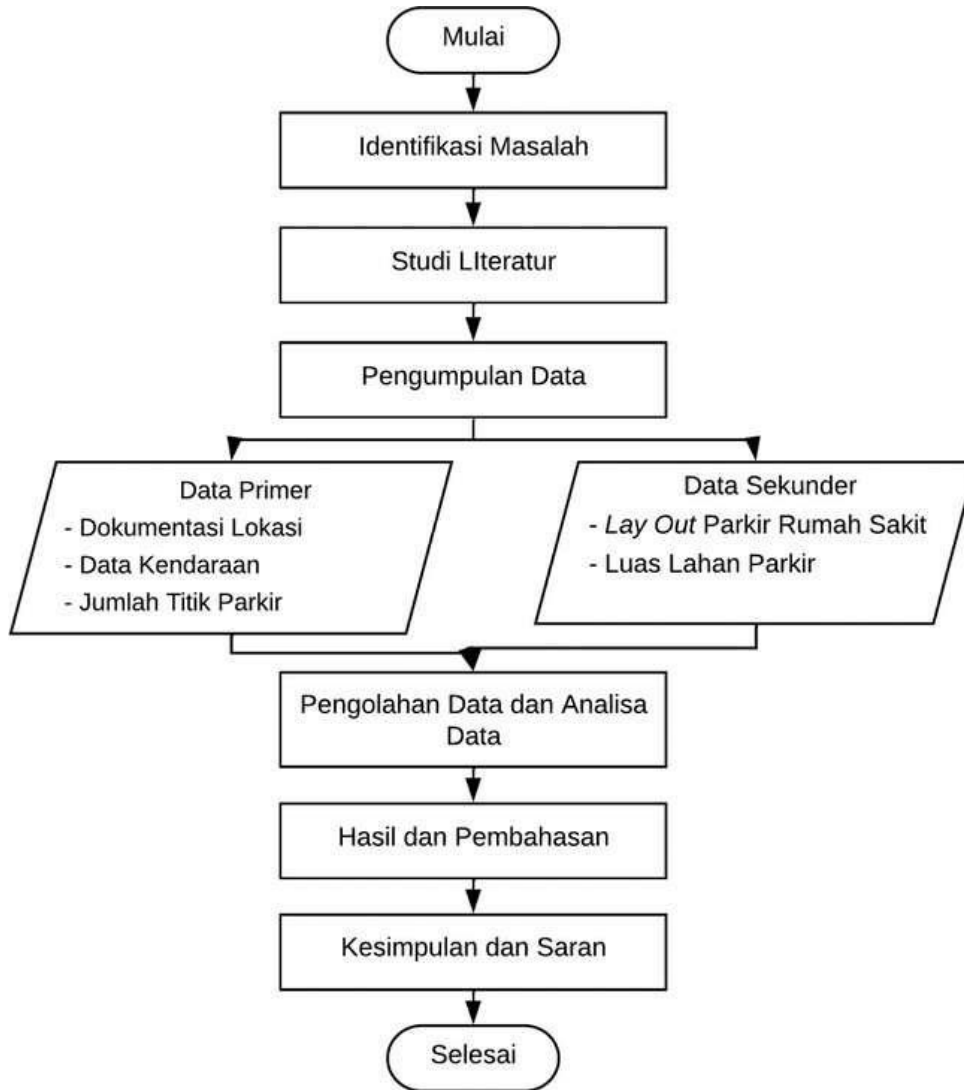 Mulai
Identifikasi Masalah
Studi LIteratur
Pengumpulan Data
Data Primer
- Dokumentasi Lokasi
- Data Kendaraan
- Jumlah Titik Parkir
Data Sekunder
- Lay Out Parkir Rumah Sakit
- Luas Lahan Parkir
Pengolahan Data dan Analisa
Data
Hasil dan Pembahasan
Kesimpulan dan Saran
Selesai